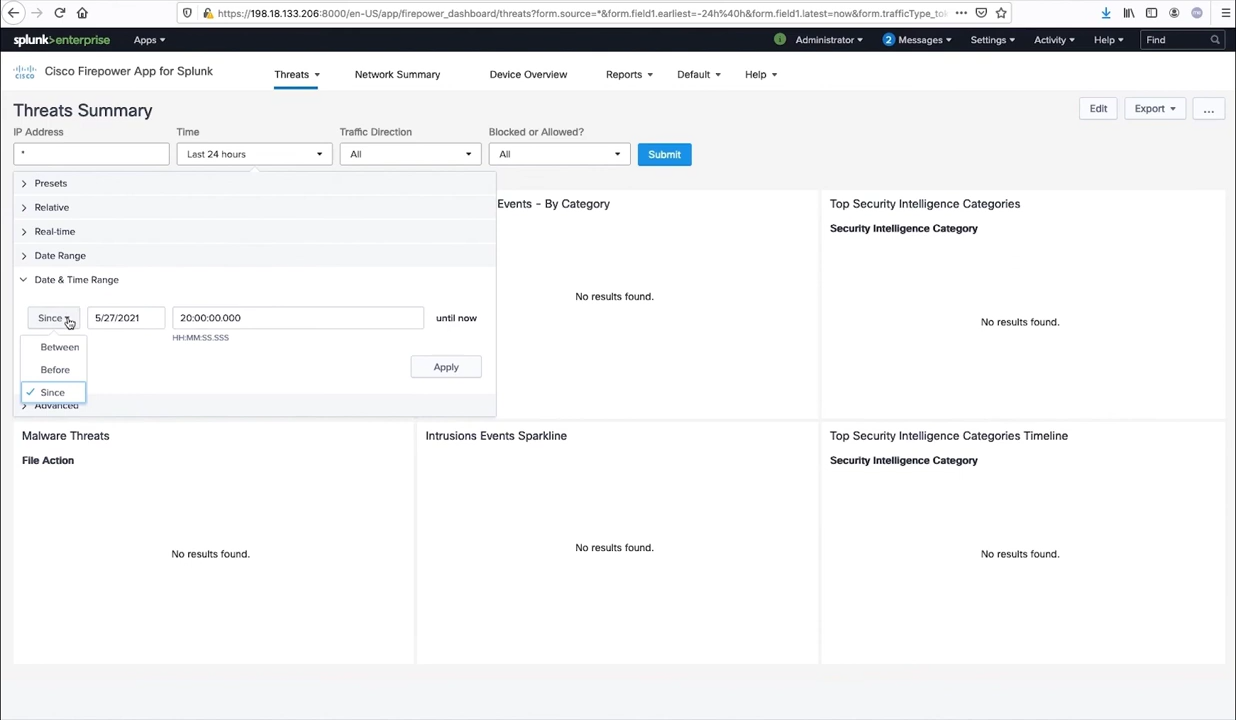 https://198.18.133.206:8000/en-US/app/firepower_dashboard/threats?form.source=*&form.field1.earliest=-24h%40h&form.field1.latest=now&form.trafficType_to
splunk>enterprise Apps Administrator 2 Messages Settings Activity Help Find
cisco Cisco Firepower App for Splunk Threats Network Summary Device Overview Reports Default Help
Threats Summary Edit Export ...
IP Address Time Traffic Direction Blocked or Allowed?
* Last 24 hours All All Submit
Presets
Relative
Real-time
Date Range
Date & Time Range
Since 5/27/2021 20:00:00.000 until now
HH:MM:SS.SSS
Between
Before
Since
Apply
Advanced
Events - By Category
No results found.
Top Security Intelligence Categories
Security Intelligence Category
No results found.
Malware Threats
File Action
No results found.
Intrusions Events Sparkline
No results found.
Top Security Intelligence Categories Timeline
Security Intelligence Category
No results found.